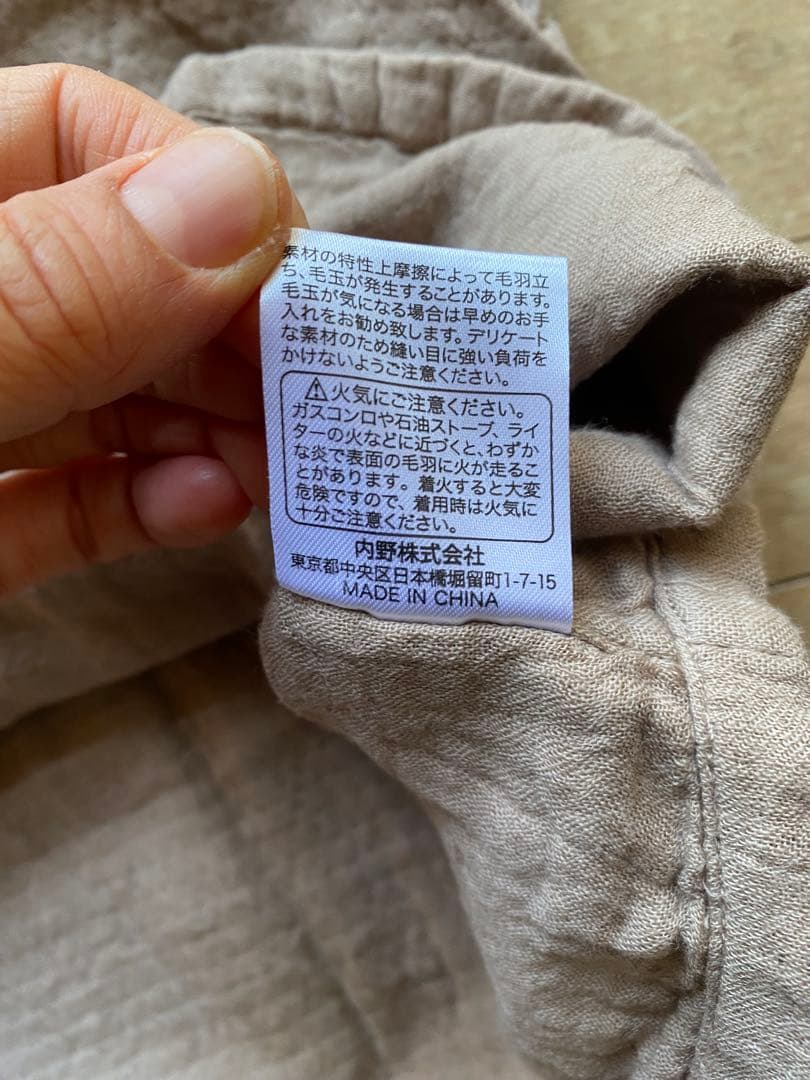 素材の特性上摩擦によって毛羽立
ち、毛玉が発生することがあります。
毛玉が気になる場合は早めのお手
入れをお勧め致します。デリケート
な素材のため縫い目に強い負荷を
かけないようご注意ください。
⚠火気にご注意ください。
ガスコンロや石油ストーブ、ライ
ターの火などに近づくと、わずか
な炎で表面の毛羽に火が走るこ
とがあります。着火すると大変
危険ですので、着用時は火気に
十分ご注意ください。
内野株式会社
東京都中央区日本橋堀留町1-7-15
MADE IN CHINA